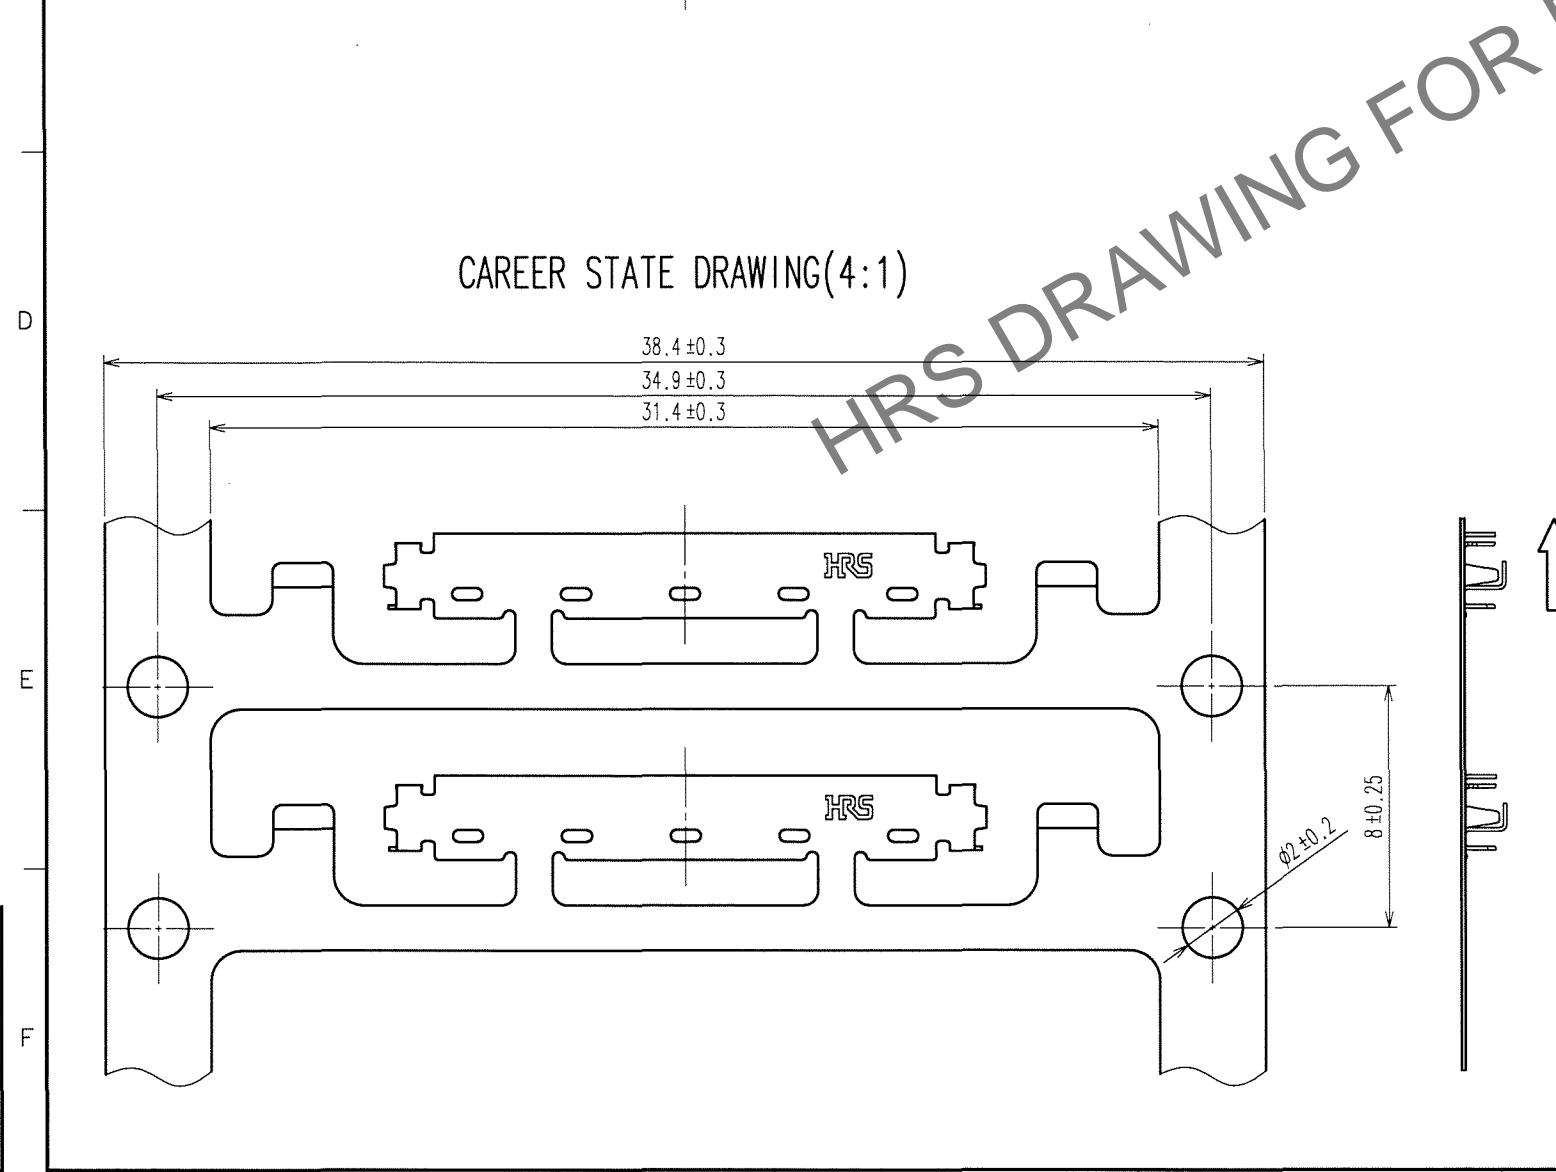 HRS DRAWING FOR
CAREER STATE DRAWING(4:1)
D
38.4±0.3
34.9±0.3
31.4±0.3
HRS
E
HRS
8±0.25
φ2±0.2
F